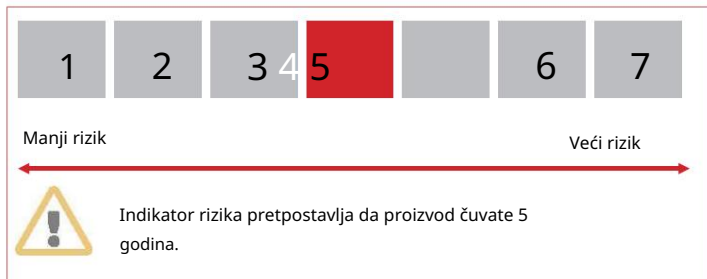 1 2 3 4 5 6 7
Manji rizik
Veći rizik
Indikator rizika pretpostavlja da proizvod čuvate 5
godina.